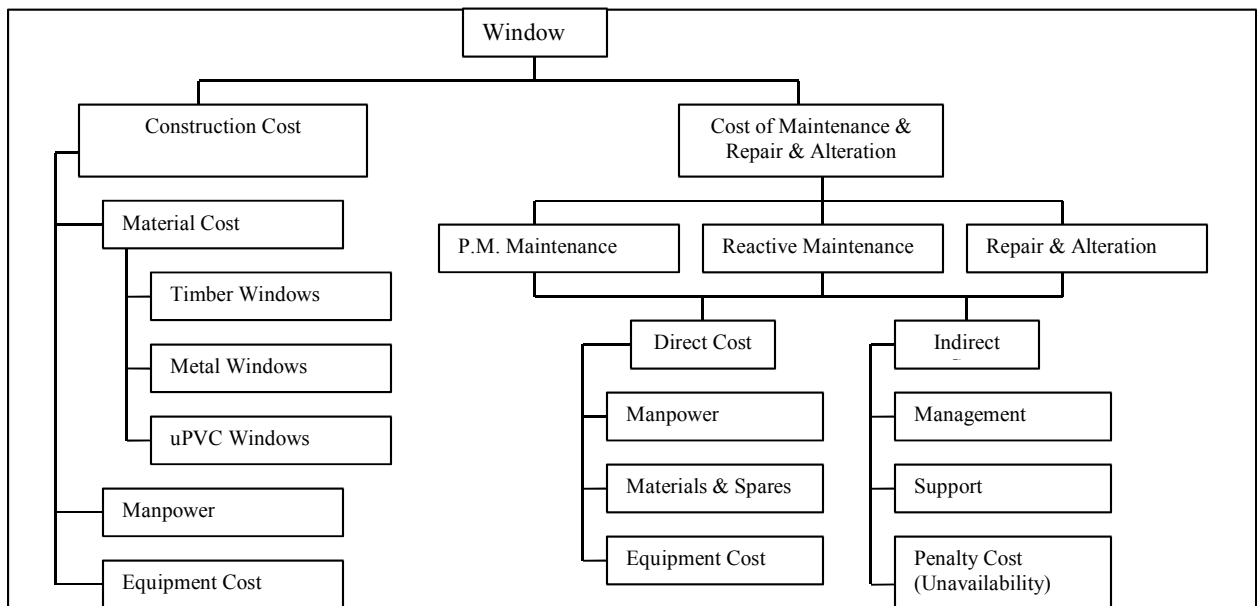 Window
Construction Cost
Cost of Maintenance &
Repair & Alteration
Material Cost
P.M. Maintenance
Reactive Maintenance
Repair & Alteration
Timber Windows
Direct Cost
Indirect
Metal Windows
Manpower
Management
uPVC Windows
Materials & Spares
Support
Manpower
Equipment Cost
Penalty Cost
(Unavailability)
Equipment Cost